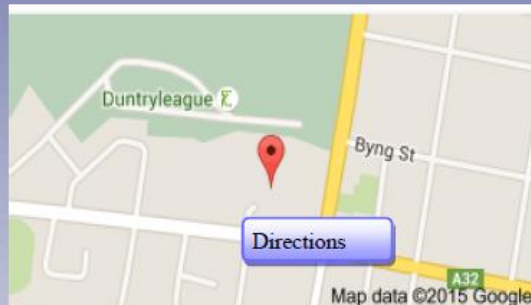 Duntryleague
Byng St
Directions
A32
Map data ©2015 Google